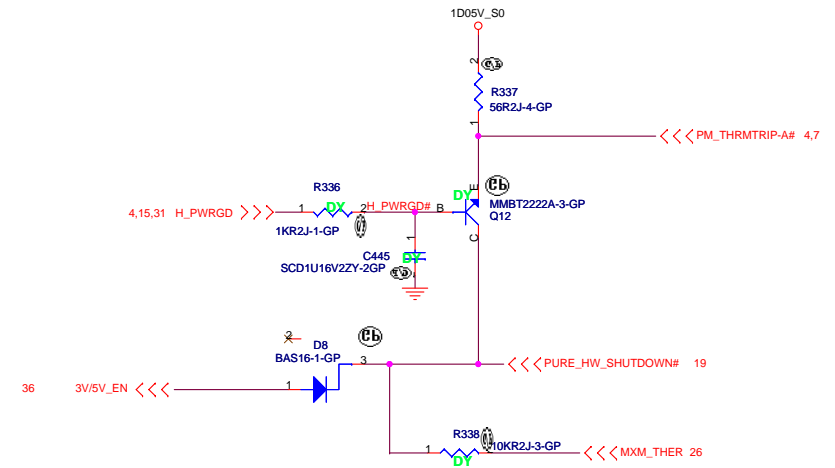 1D05V_S0
2
R337
56R2J-4-GP
1
PM_THRMTRIP-A# 4,7
R336
E
DY
MMBT2222A-3-GP
Q12
4,15,31 H_PWRGD
1
DY
2
H_PWRGD#
B
1KR2J-1-GP
C
1
C445
DY
SCD1U16V2ZY-2GP
2
D8
BAS16-1-GP
3
PURE_HW_SHUTDOWN# 19
36
3V/5V_EN
1
R338
10KR2J-3-GP
1
DY
MXM_THER 26